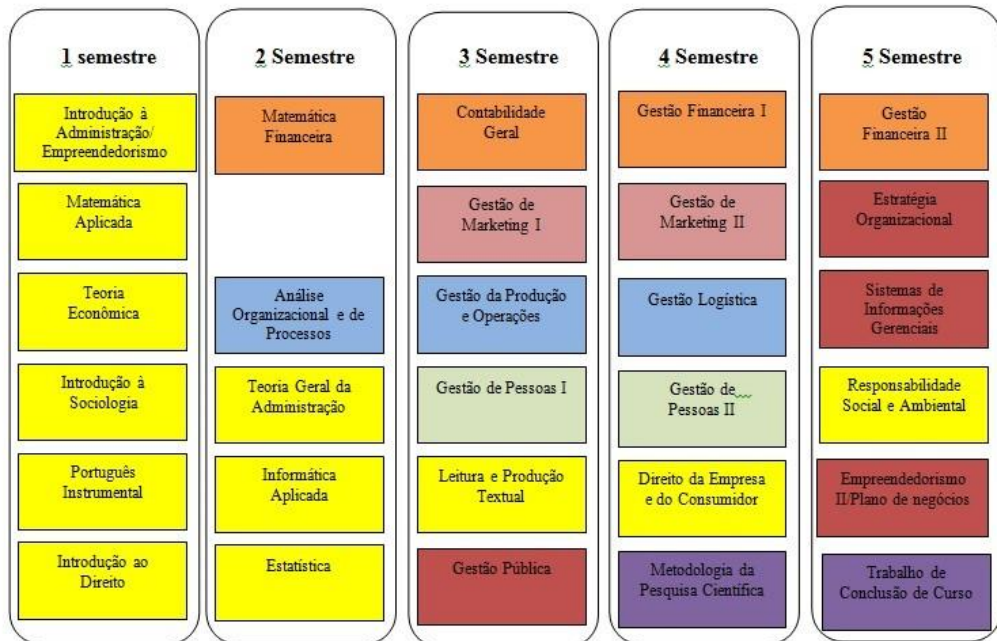 1 semestre
Introdução à
Administração/
Empreendedorismo
Matemática
Aplicada
Teoria
Econômica
Introdução à
Sociologia
Português
Instrumental
Introdução ao
Direito
2 Semestre
Matemática
Financeira
Análise
Organizacional e de
Processos
Teoria Geral da
Administração
Informática
Aplicada
Estatística
3 Semestre
Contabilidade
Geral
Gestão de
Marketing I
Gestão da Produção
e Operações
Gestão de Pessoas I
Leitura e Produção
Textual
Gestão Pública
4 Semestre
Gestão Financeira I
Gestão de
Marketing II
Gestão Logística
Gestão de
Pessoas II
Direito da Empresa
e do Consumidor
Metodologia da
Pesquisa Científica
5 Semestre
Gestão
Financeira II
Estratégia
Organizacional
Sistemas de
Informações
Gerenciais
Responsabilidade
Social e Ambiental
Empreendedorismo
II/Plano de negócios
Trabalho de
Conclusão de Curso